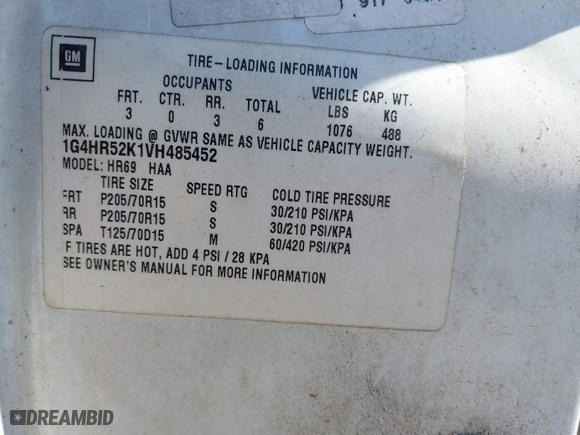 GM
TIRE-LOADING INFORMATION
OCCUPANTS VEHICLE CAP. WT.
FRT. CTR. RR. TOTAL LBS KG
3 0 3 6 1076 488
MAX. LOADING @ GVWR SAME AS VEHICLE CAPACITY WEIGHT.
1G4HR52K1VH485452
MODEL: HR69 HAA
TIRE SIZE SPEED RTG COLD TIRE PRESSURE
FRT P205/70R15 S 30/210 PSI/KPA
RR P205/70R15 S 30/210 PSI/KPA
SPA T125/70D15 M 60/420 PSI/KPA
F TIRES ARE HOT, ADD 4 PSI / 28 KPA
SEE OWNER'S MANUAL FOR MORE INFORMATION
DREAMBID